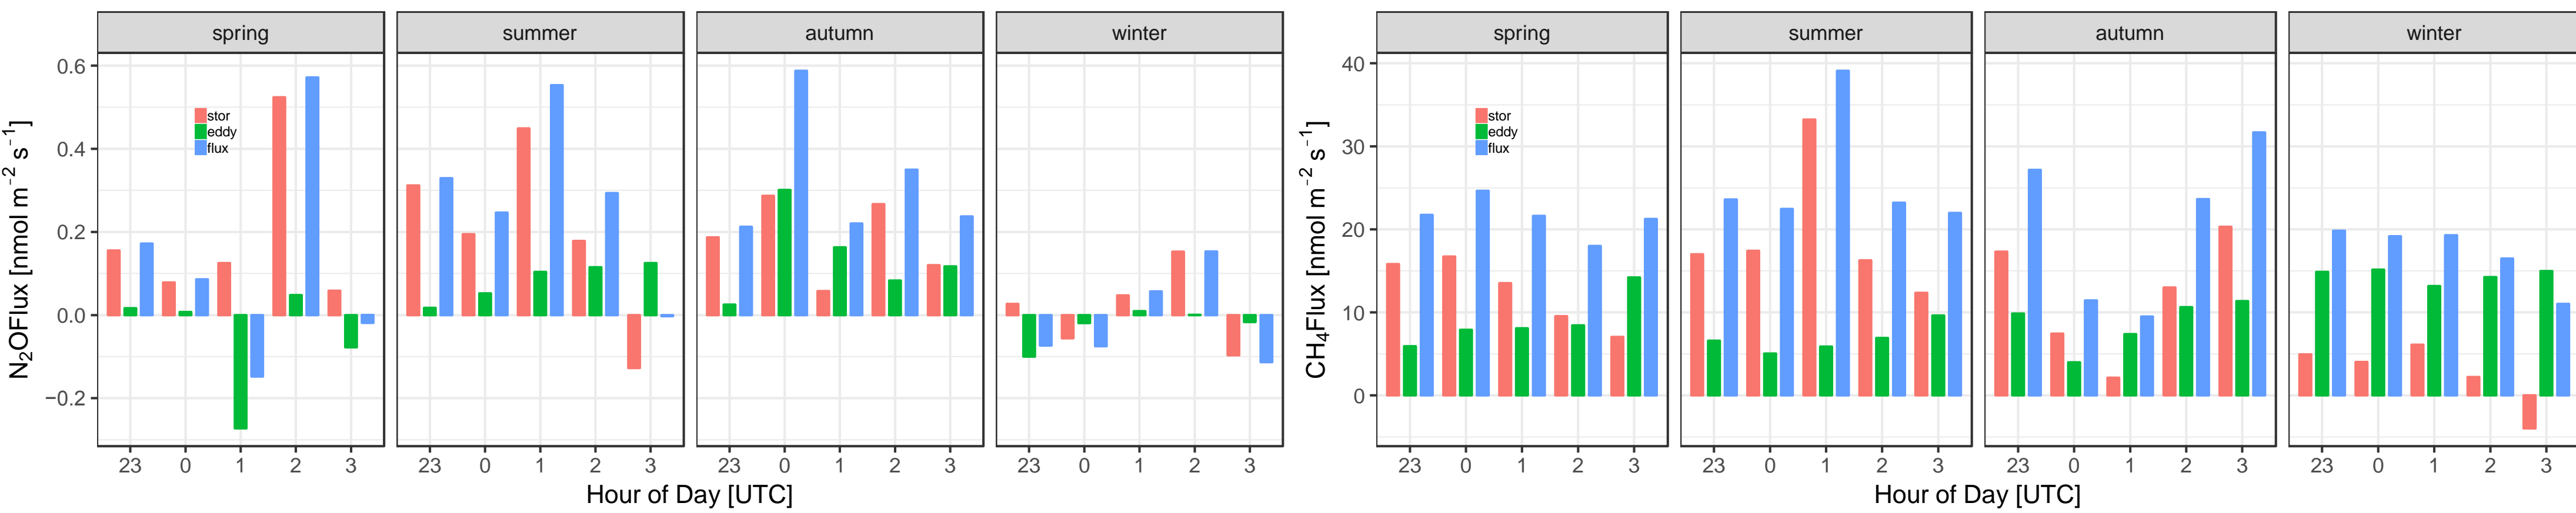 spring summer autumn winter
0.6
0.4
0.2
0.0
−0.2
N2OFlux [nmol m−2 s−1]
stor
eddy
flux
23 0 1 2 3 23 0 1 2 3 23 0 1 2 3 23 0 1 2 3
Hour of Day [UTC]
spring summer autumn winter
40
30
20
10
0
CH4Flux [nmol m−2 s−1]
stor
eddy
flux
23 0 1 2 3 23 0 1 2 3 23 0 1 2 3 23 0 1 2 3
Hour of Day [UTC]